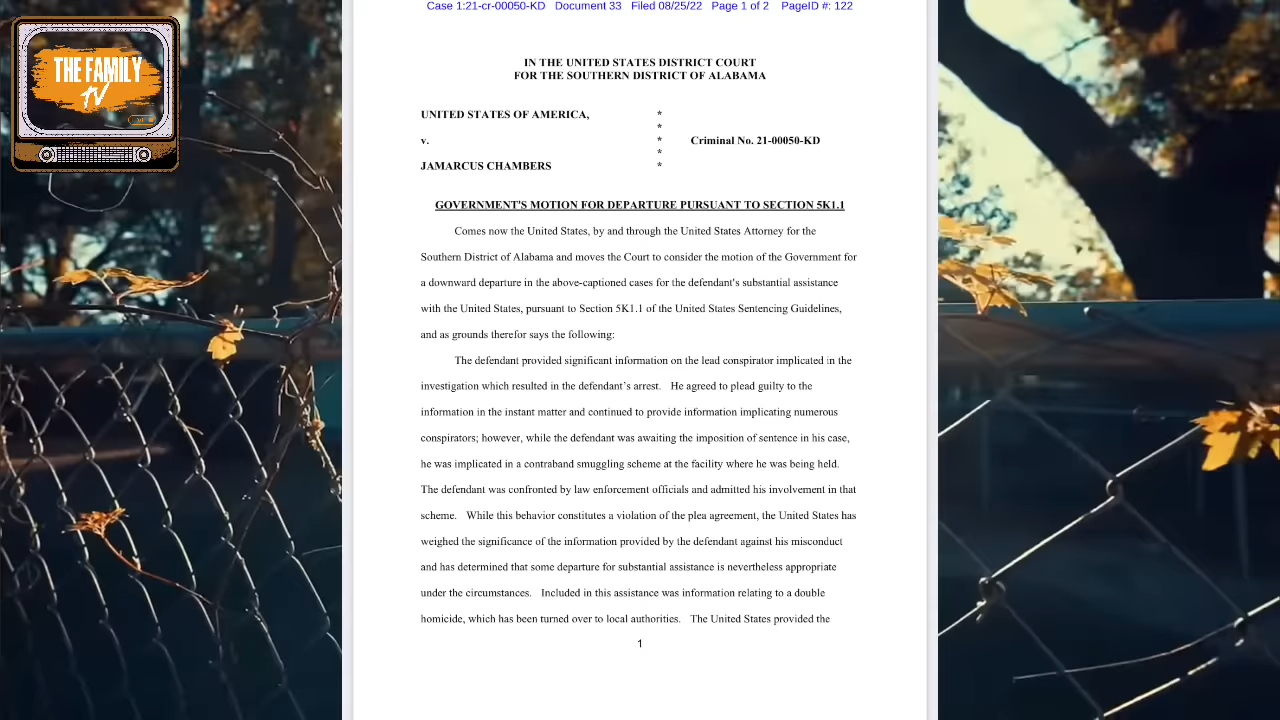 Case 1:21-cr-00050-KD Document 33 Filed 08/25/22 Page 1 of 2 PageID #: 122
THE FAMILY
TV
IN THE UNITED STATES DISTRICT COURT
FOR THE SOUTHERN DISTRICT OF ALABAMA
UNITED STATES OF AMERICA, *
*
v. * Criminal No. 21-00050-KD
*
JAMARCUS CHAMBERS *
GOVERNMENT'S MOTION FOR DEPARTURE PURSUANT TO SECTION 5K1.1
Comes now the United States, by and through the United States Attorney for the
Southern District of Alabama and moves the Court to consider the motion of the Government for
a downward departure in the above-captioned cases for the defendant's substantial assistance
with the United States, pursuant to Section 5K1.1 of the United States Sentencing Guidelines,
and as grounds therefor says the following:
The defendant provided significant information on the lead conspirator implicated in the
investigation which resulted in the defendant’s arrest. He agreed to plead guilty to the
information in the instant matter and continued to provide information implicating numerous
conspirators; however, while the defendant was awaiting the imposition of sentence in his case,
he was implicated in a contraband smuggling scheme at the facility where he was being held.
The defendant was confronted by law enforcement officials and admitted his involvement in that
scheme. While this behavior constitutes a violation of the plea agreement, the United States has
weighed the significance of the information provided by the defendant against his misconduct
and has determined that some departure for substantial assistance is nevertheless appropriate
under the circumstances. Included in this assistance was information relating to a double
homicide, which has been turned over to local authorities. The United States provided the
1